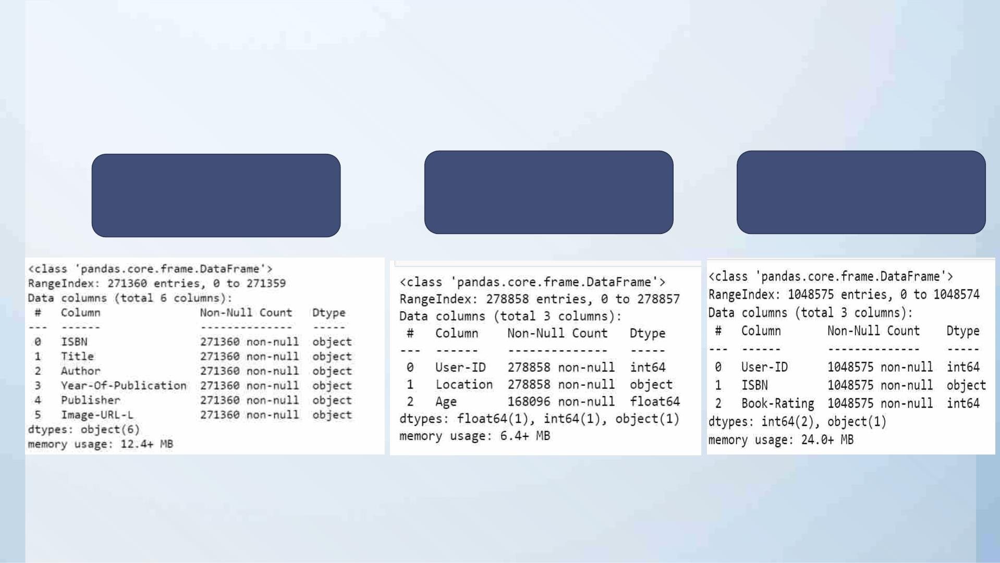 <class 'pandas.core.frame.DataFrame'>
RangeIndex: 271360 entries, 0 to 271359
Data columns (total 6 columns):
 #   Column               Non-Null Count   Dtype
---  ------               --------------   -----
 0   ISBN                 271360 non-null  object
 1   Title                271360 non-null  object
 2   Author               271360 non-null  object
 3   Year-Of-Publication  271360 non-null  object
 4   Publisher            271360 non-null  object
 5   Image-URL-L          271360 non-null  object
dtypes: object(6)
memory usage: 12.4+ MB
<class 'pandas.core.frame.DataFrame'>
RangeIndex: 278858 entries, 0 to 278857
Data columns (total 3 columns):
 #   Column    Non-Null Count   Dtype
---  ------    --------------   -----
 0   User-ID   278858 non-null  int64
 1   Location  278858 non-null  object
 2   Age       168096 non-null  float64
dtypes: float64(1), int64(1), object(1)
memory usage: 6.4+ MB
<class 'pandas.core.frame.DataFrame'>
RangeIndex: 1048575 entries, 0 to 1048574
Data columns (total 3 columns):
 #   Column       Non-Null Count    Dtype
---  ------       --------------    -----
 0   User-ID      1048575 non-null  int64
 1   ISBN         1048575 non-null  object
 2   Book-Rating  1048575 non-null  int64
dtypes: int64(2), object(1)
memory usage: 24.0+ MB